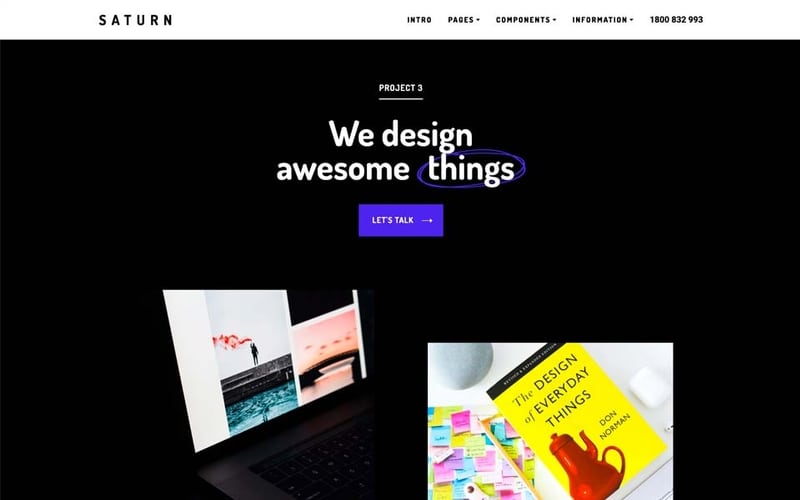 SATURN
INTRO PAGES COMPONENTS INFORMATION 1800 832 993
PROJECT 3
We design
awesome things
LET'S TALK →
REVISED & EXPANDED EDITION
The DESIGN
of EVERYDAY
THINGS
DON
NORMAN